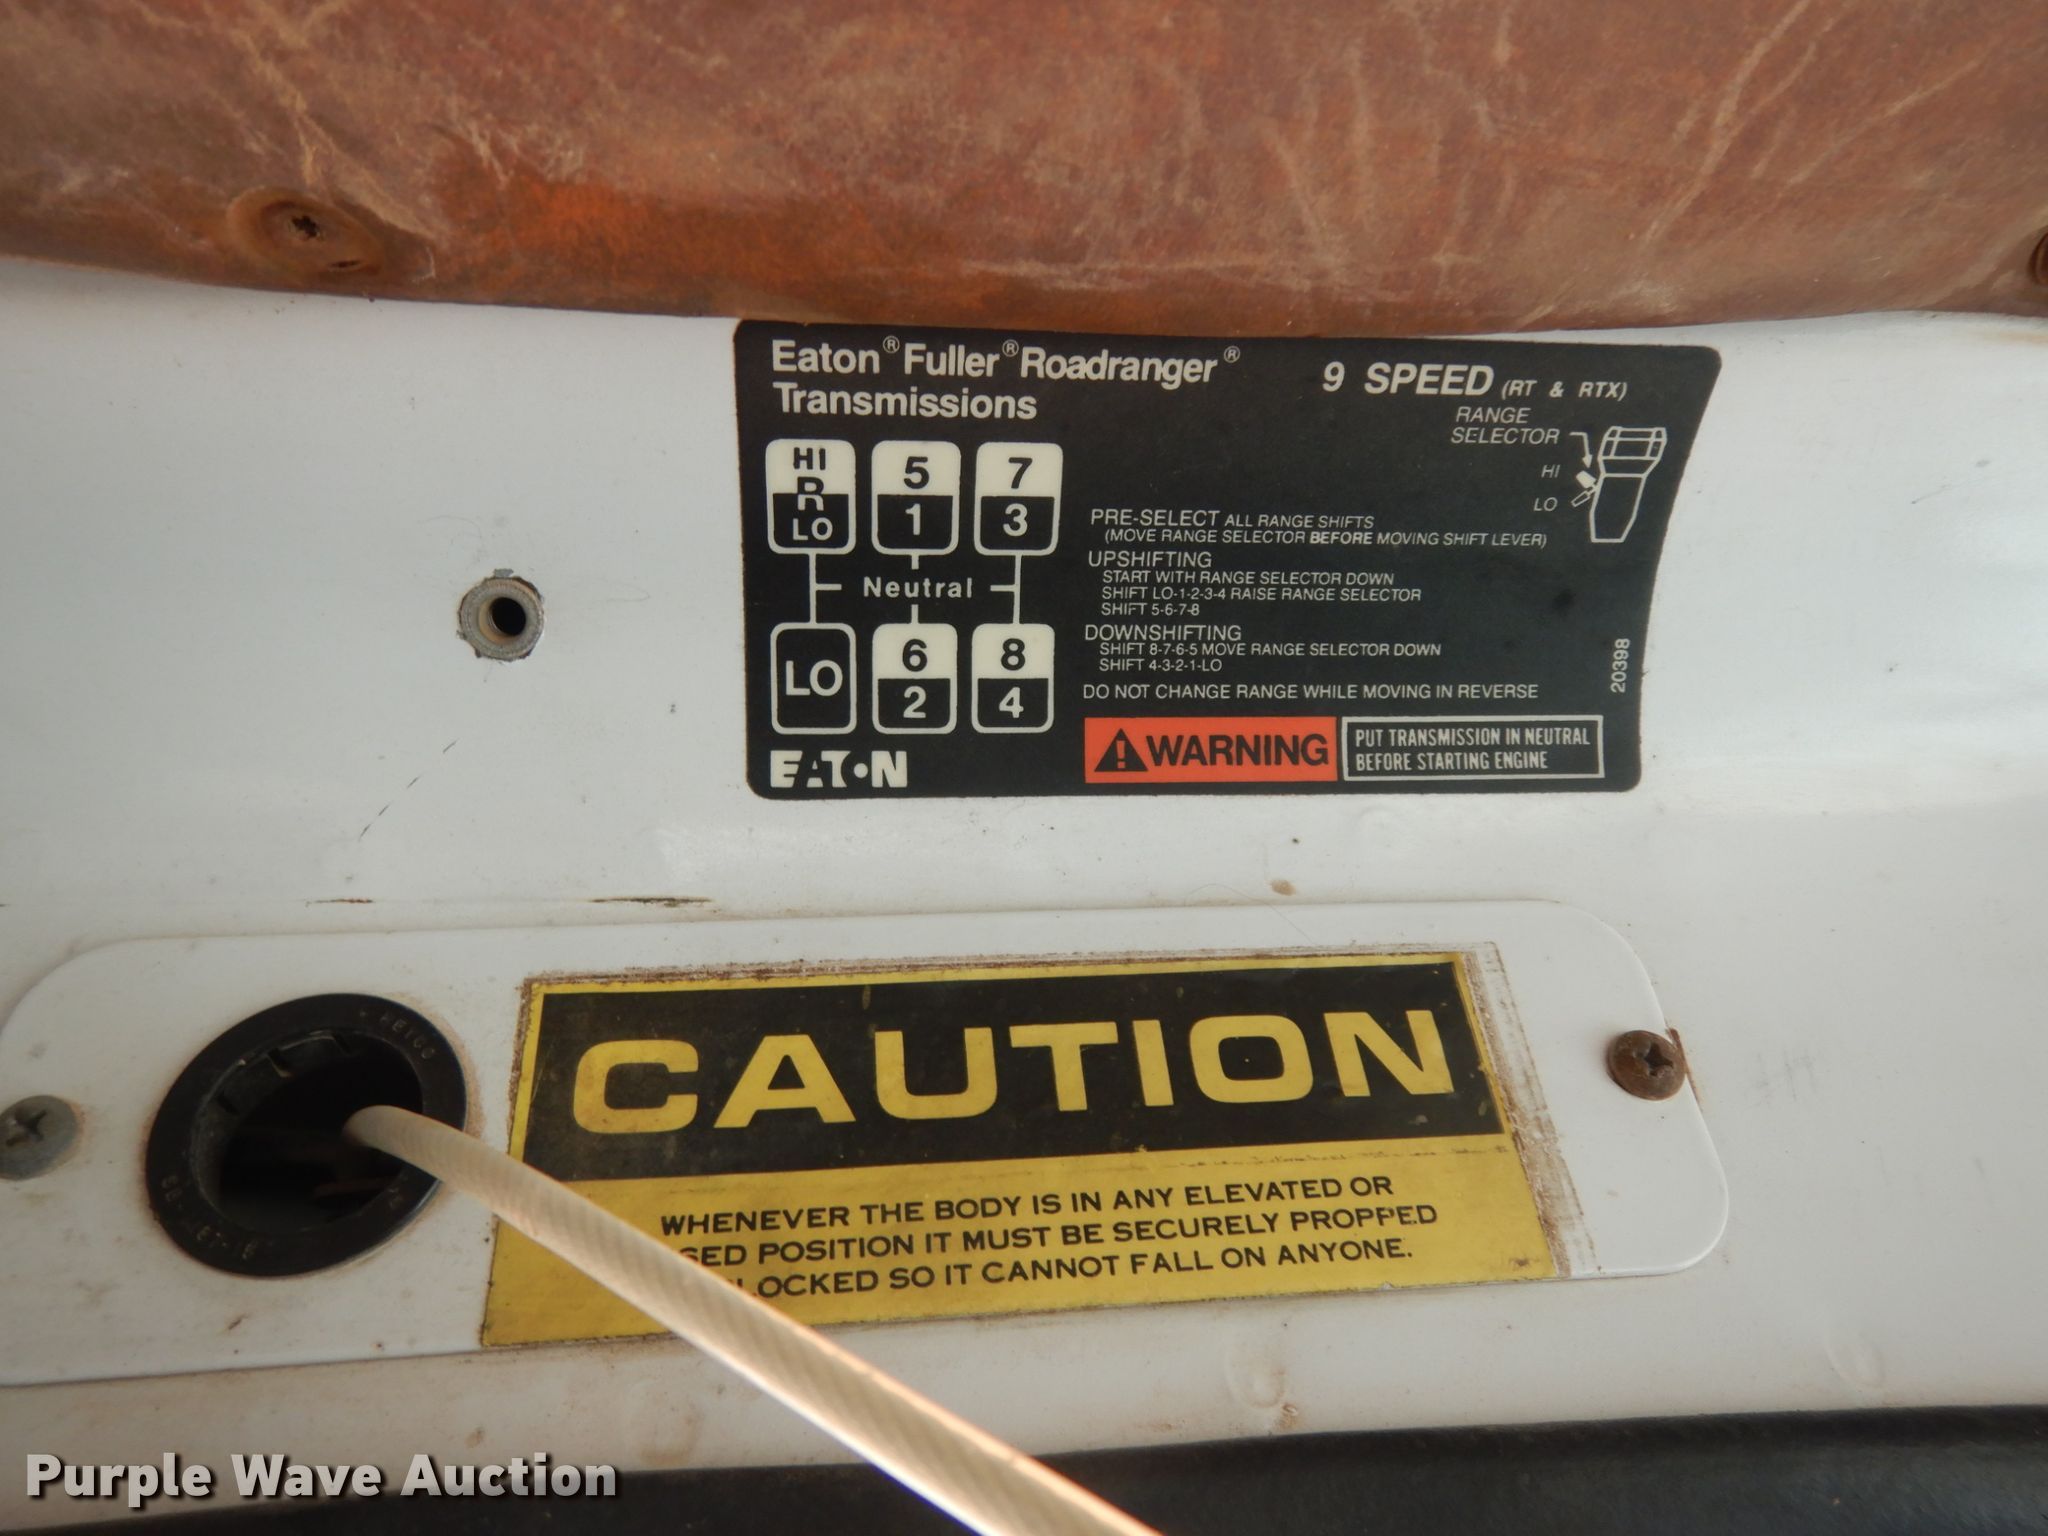 Eaton® Fuller® Roadranger®
Transmissions
9 SPEED (RT & RTX)
RANGE
SELECTOR
HI
LO
HI
R
LO
5
1
7
3
Neutral
LO
6
2
8
4
PRE-SELECT ALL RANGE SHIFTS
(MOVE RANGE SELECTOR BEFORE MOVING SHIFT LEVER)
UPSHIFTING
START WITH RANGE SELECTOR DOWN
SHIFT LO-1-2-3-4 RAISE RANGE SELECTOR
SHIFT 5-6-7-8
DOWNSHIFTING
SHIFT 8-7-6-5 MOVE RANGE SELECTOR DOWN
SHIFT 4-3-2-1-LO
DO NOT CHANGE RANGE WHILE MOVING IN REVERSE
20398
EATON
WARNING
PUT TRANSMISSION IN NEUTRAL
BEFORE STARTING ENGINE
CAUTION
WHENEVER THE BODY IS IN ANY ELEVATED OR
POSITION IT MUST BE SECURELY PROPPED
SO IT CANNOT FALL ON ANYONE.
Purple Wave Auction